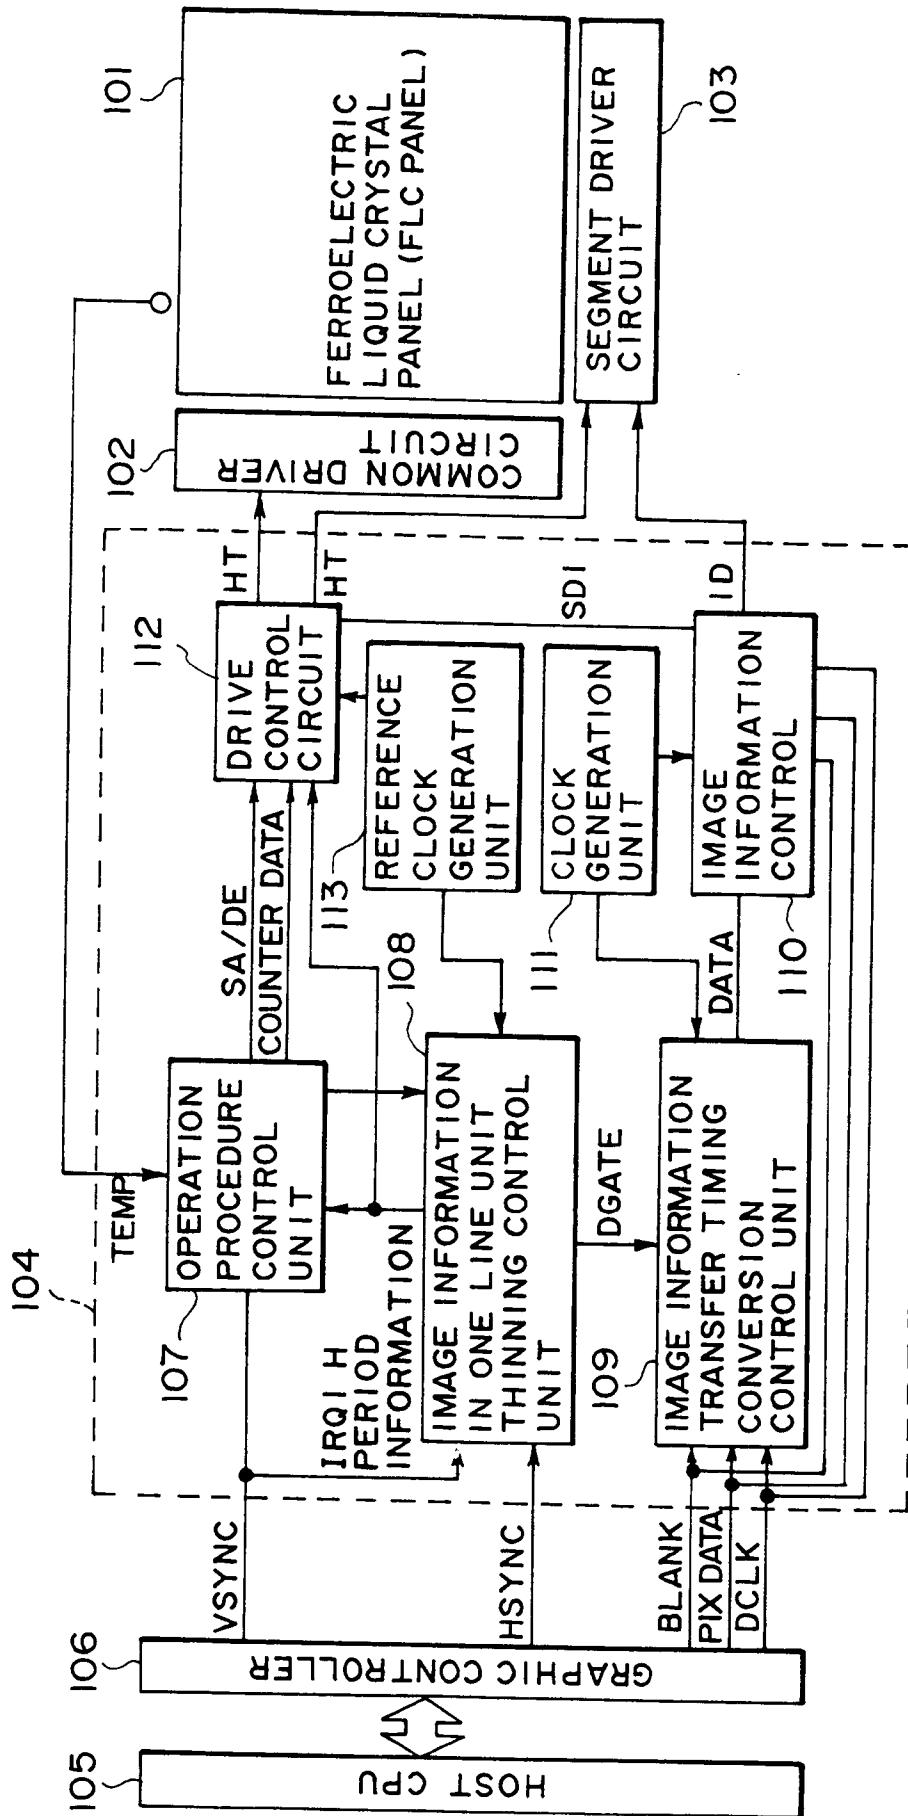 104
TEMP
101
FERROELECTRIC
LIQUID CRYSTAL
PANEL (FLC PANEL)
102
COMMON DRIVER
CIRCUIT
103
SEGMENT DRIVER
CIRCUIT
112
DRIVE
CONTROL
CIRCUIT
HT
HT
SDI
ID
SA/DE
COUNTER DATA
107
OPERATION
PROCEDURE
CONTROL
UNIT
113
REFERENCE
CLOCK
GENERATION
UNIT
108
IMAGE INFORMATION
IN ONE LINE UNIT
THINNING CONTROL
UNIT
IRQI H
PERIOD
INFORMATION
111
CLOCK
GENERATION
UNIT
DGATE
109
IMAGE INFORMATION
TRANSFER TIMING
CONVERSION
CONTROL UNIT
DATA
110
IMAGE
INFORMATION
CONTROL
VSYNC
HSYNC
BLANK
PIX DATA
DCLK
106
GRAPHIC CONTROLLER
105
HOST CPU